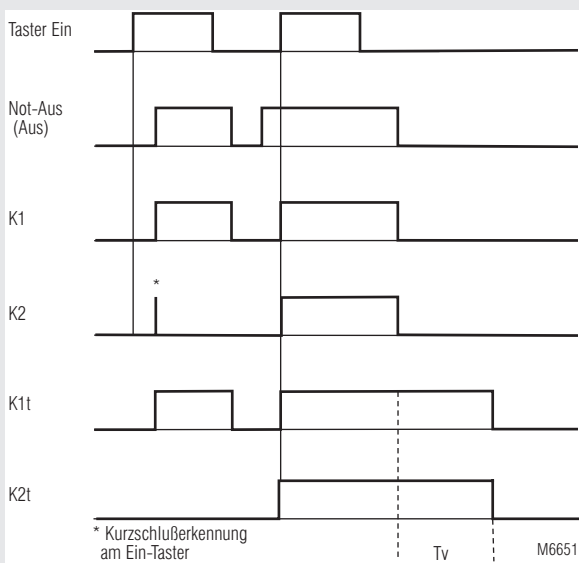 Taster Ein
Not-Aus
(Aus)
K1
*
K2
K1t
K2t
* Kurzschlußerkennung
am Ein-Taster
Tv
M6651